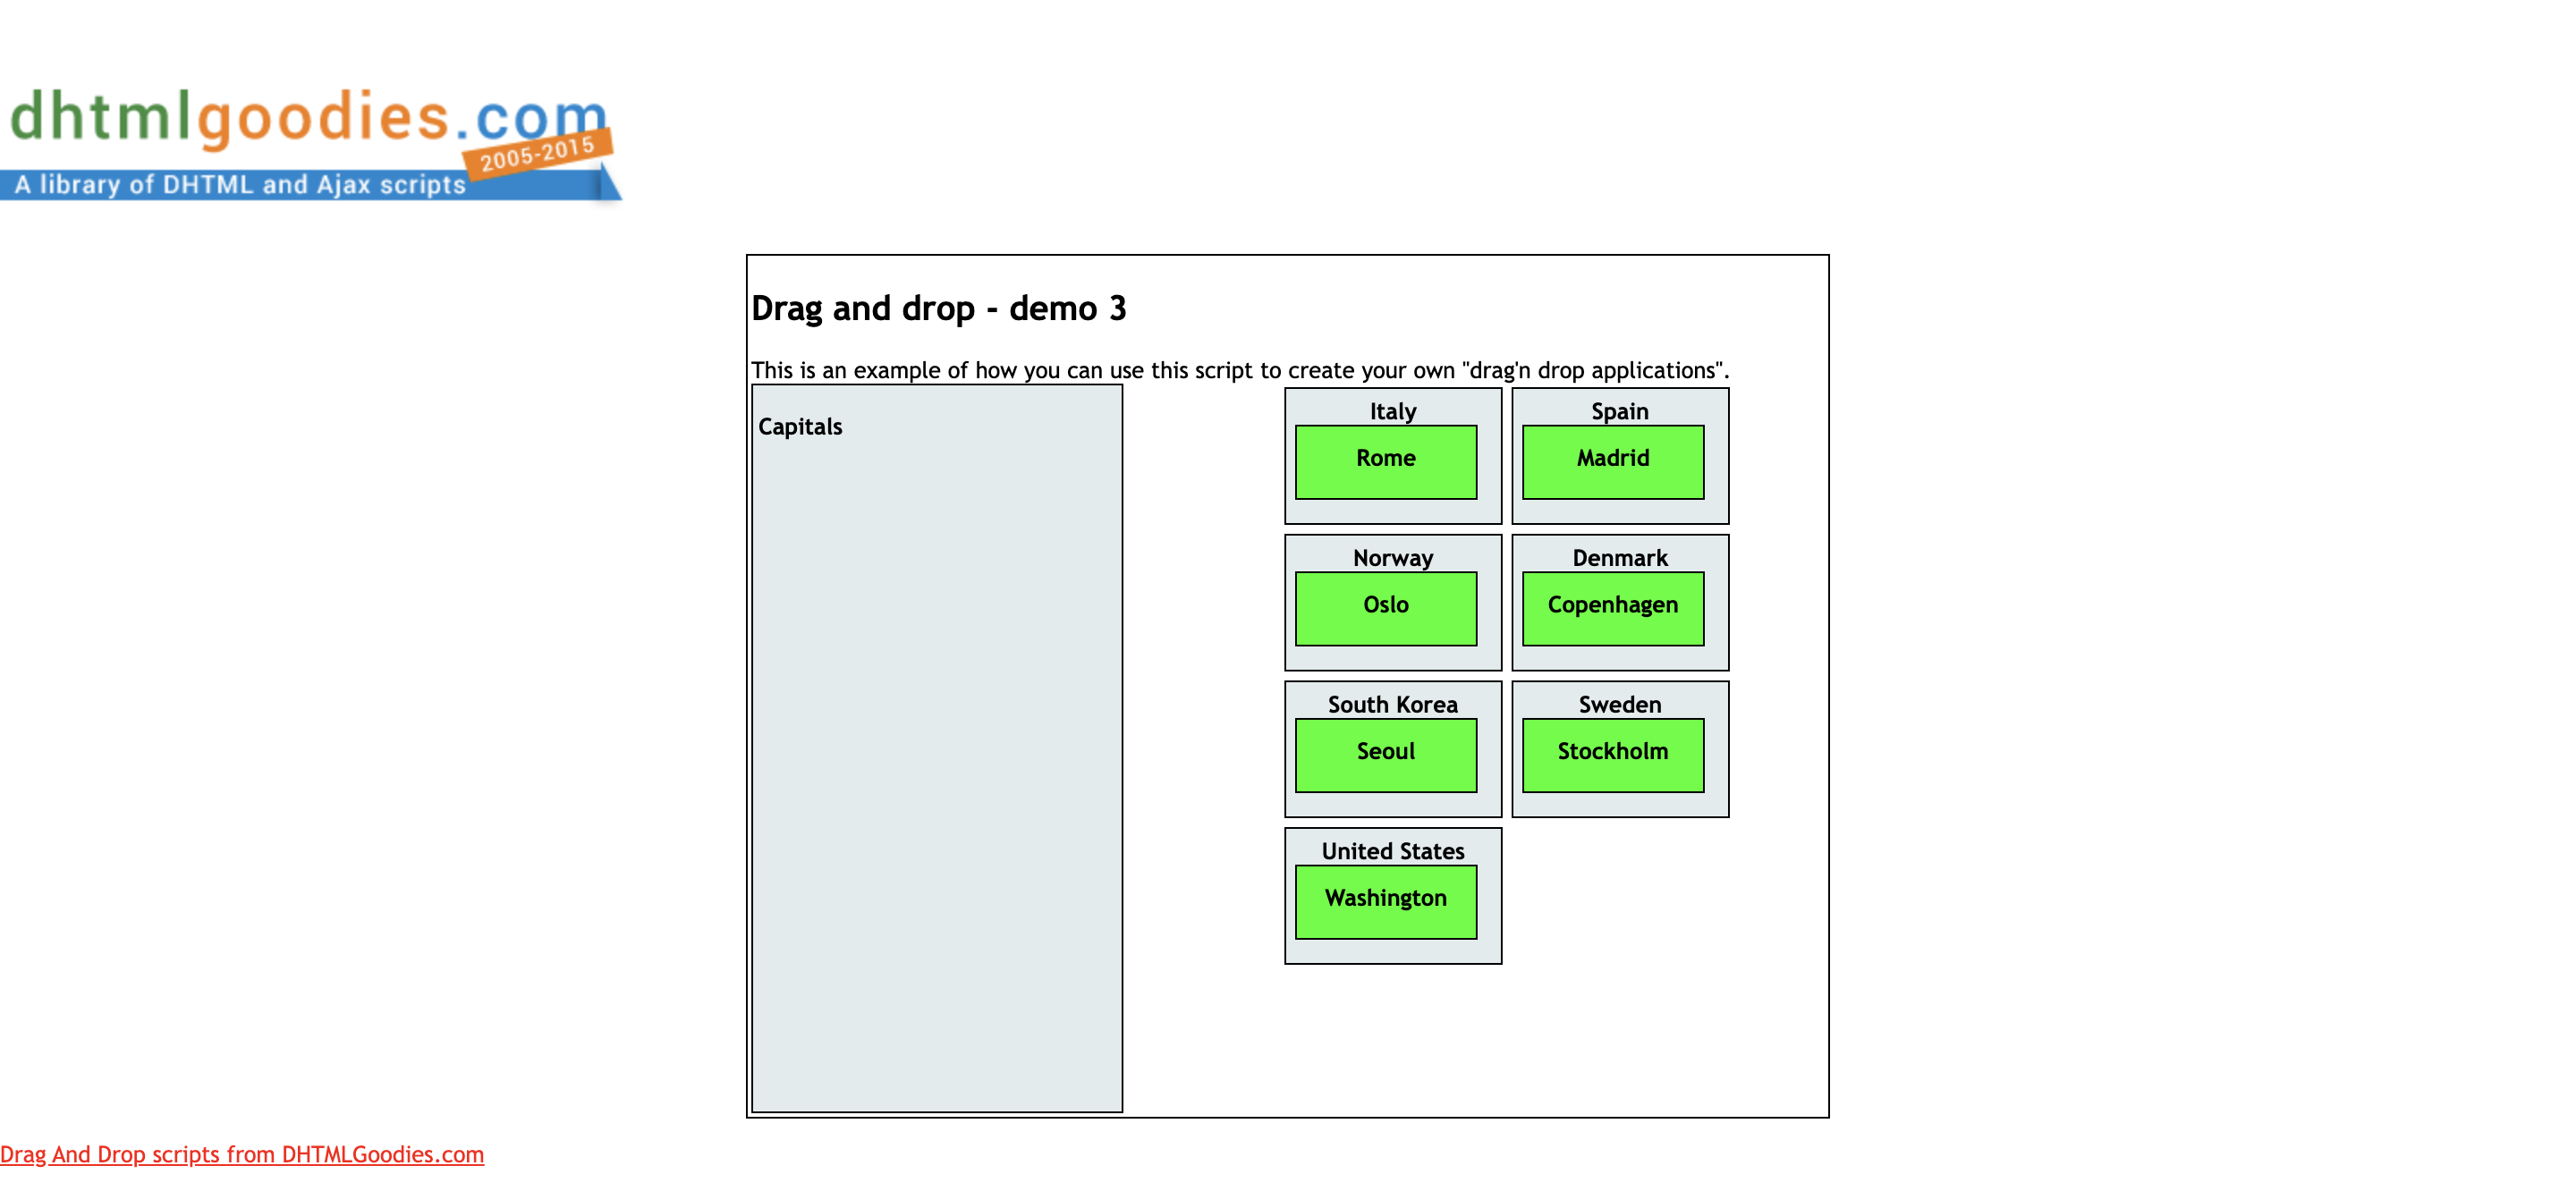 dhtmlgoodies.com
2005-2015
A library of DHTML and Ajax scripts
Drag and drop - demo 3
This is an example of how you can use this script to create your own "drag'n drop applications".
Capitals
Italy
Rome
Spain
Madrid
Norway
Oslo
Denmark
Copenhagen
South Korea
Seoul
Sweden
Stockholm
United States
Washington
Drag And Drop scripts from DHTMLGoodies.com